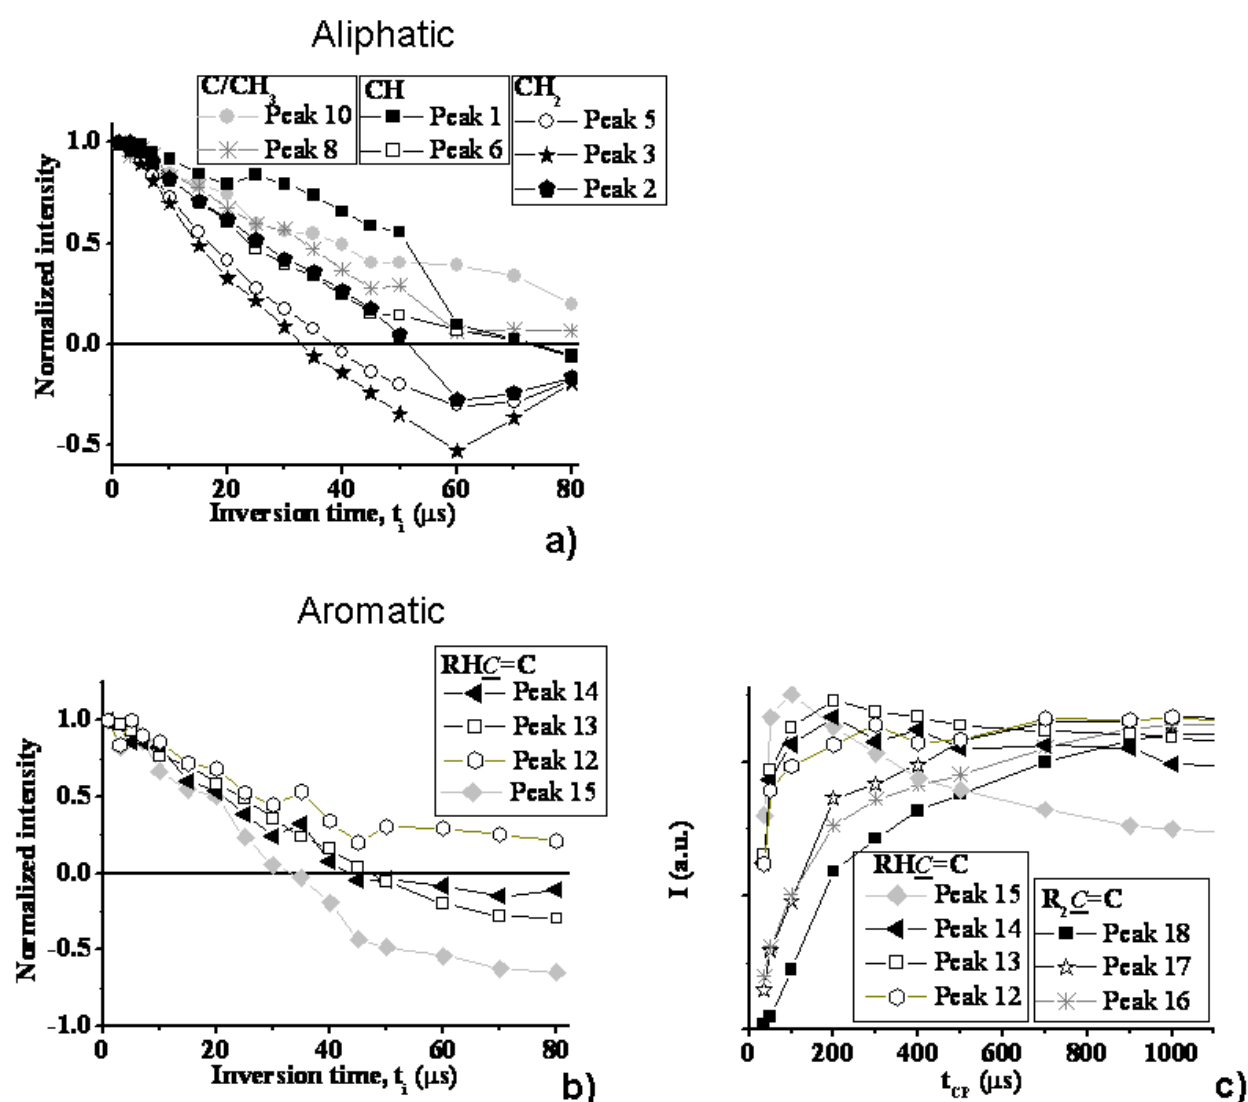 Aliphatic
C/CH₃
Peak 10
Peak 8
CH
Peak 1
Peak 6
CH₂
Peak 5
Peak 3
Peak 2
Normalized intensity
1.0
0.5
0.0
-0.5
0 20 40 60 80
Inversion time, tᵢ (μs)
a)
Aromatic
RHC=C
Peak 14
Peak 13
Peak 12
Peak 15
Normalized intensity
1.0
0.5
0.0
-0.5
-1.0
0 20 40 60 80
Inversion time, tᵢ (μs)
b)
I (a.u.)
RHC=C
Peak 15
Peak 14
Peak 13
Peak 12
R₂C=C
Peak 18
Peak 17
Peak 16
0 200 400 600 800 1000
t_CP (μs)
c)